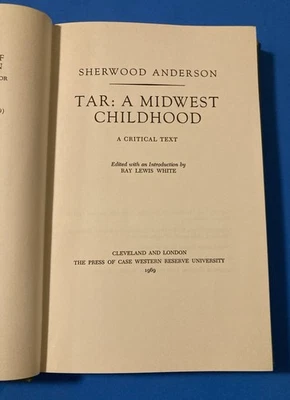 F
OR
SHERWOOD ANDERSON
TAR: A MIDWEST
CHILDHOOD
A CRITICAL TEXT
Edited with an Introduction by
RAY LEWIS WHITE
CLEVELAND AND LONDON
THE PRESS OF CASE WESTERN RESERVE UNIVERSITY
1969